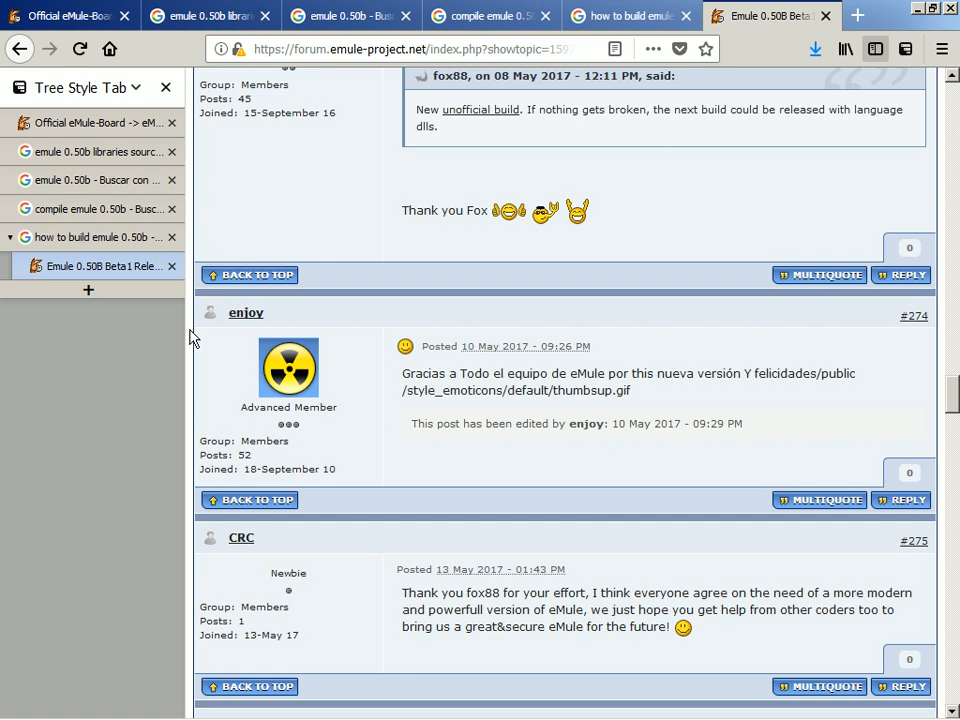 Official eMule-Boar
emule 0.50b librari
emule 0.50b - Busc
compile emule 0.50
how to build emule
Emule 0.50B Beta1
https://forum.emule-project.net/index.php?showtopic=159
Tree Style Tab
Official eMule-Board -> eM...
emule 0.50b libraries sourc...
emule 0.50b - Buscar con ...
compile emule 0.50b - Busc...
how to build emule 0.50b -...
Emule 0.50B Beta1 Rele...
Group: Members
Posts: 45
Joined: 15-September 16
fox88, on 08 May 2017 - 12:11 PM, said:
New unofficial build. If nothing gets broken, the next build could be released with language
dlls.
Thank you Fox
0
BACK TO TOP
MULTIQUOTE
REPLY
enjoy
#274
Advanced Member
Group: Members
Posts: 52
Joined: 18-September 10
Posted 10 May 2017 - 09:26 PM
Gracias a Todo el equipo de eMule por this nueva versión Y felicidades/public
/style_emoticons/default/thumbsup.gif
This post has been edited by enjoy: 10 May 2017 - 09:29 PM
0
BACK TO TOP
MULTIQUOTE
REPLY
CRC
#275
Newbie
Group: Members
Posts: 1
Joined: 13-May 17
Posted 13 May 2017 - 01:43 PM
Thank you fox88 for your effort, I think everyone agree on the need of a more modern
and powerfull version of eMule, we just hope you get help from other coders too to
bring us a great&secure eMule for the future!
0
BACK TO TOP
MULTIQUOTE
REPLY